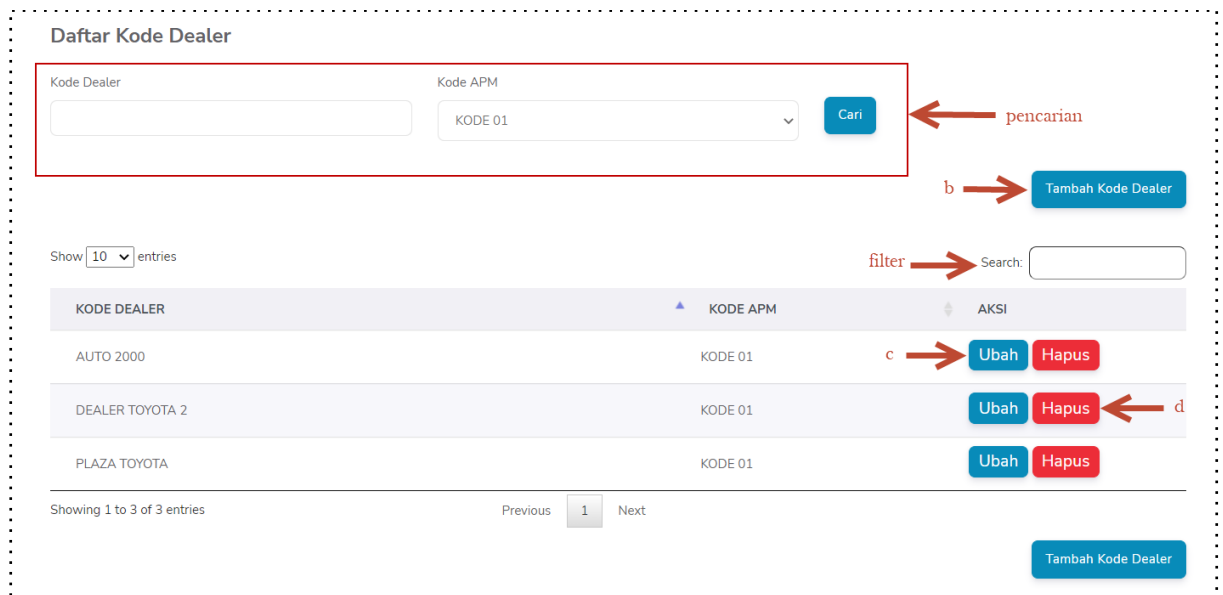 Daftar Kode Dealer
Kode Dealer Kode APM
KODE 01 Cari pencarian
b Tambah Kode Dealer
Show 10 entries filter Search:
KODE DEALER KODE APM AKSI
AUTO 2000 KODE 01 c Ubah Hapus
DEALER TOYOTA 2 KODE 01 Ubah Hapus d
PLAZA TOYOTA KODE 01 Ubah Hapus
Showing 1 to 3 of 3 entries Previous 1 Next
Tambah Kode Dealer